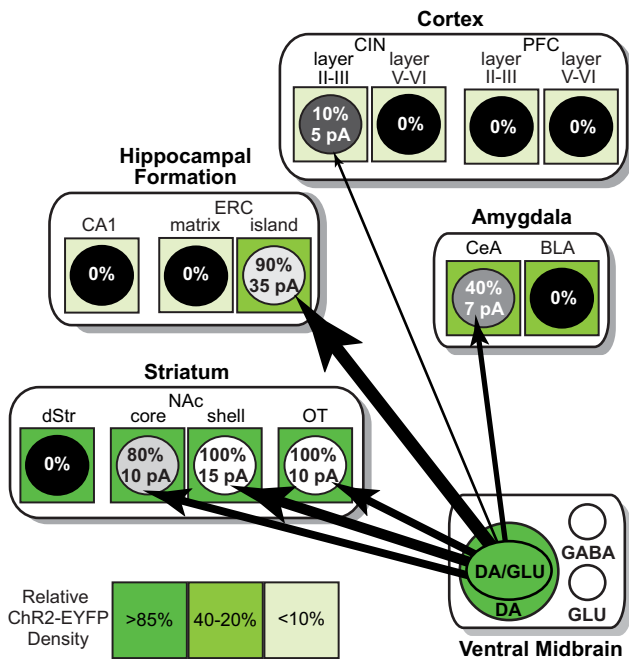 Cortex
CIN
PFC
layer II-III
layer V-VI
layer II-III
layer V-VI
10%
5 pA
0%
0%
0%
Hippocampal
Formation
ERC
CA1
matrix
island
0%
0%
90%
35 pA
Amygdala
CeA
BLA
40%
7 pA
0%
Striatum
NAc
dStr
core
shell
OT
0%
80%
10 pA
100%
15 pA
100%
10 pA
DA/GLU
DA
GABA
GLU
Ventral Midbrain
Relative
ChR2-EYFP
Density
>85%
40-20%
<10%